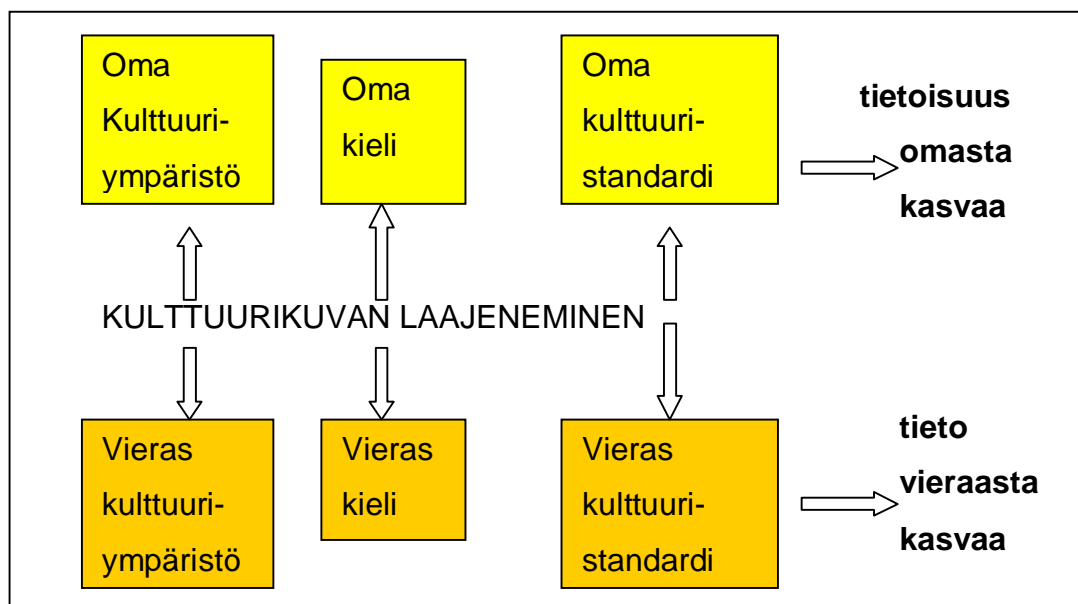 Oma
Kulttuuri-
ympäristö
Oma
kieli
Oma
kulttuuri-
standardi
tietoisuus
omasta
kasvaa
KULTTUURIKUVAN LAAJENEMINEN
Vieras
kulttuuri-
ympäristö
Vieras
kieli
Vieras
kulttuuri-
standardi
tieto
vieraasta
kasvaa